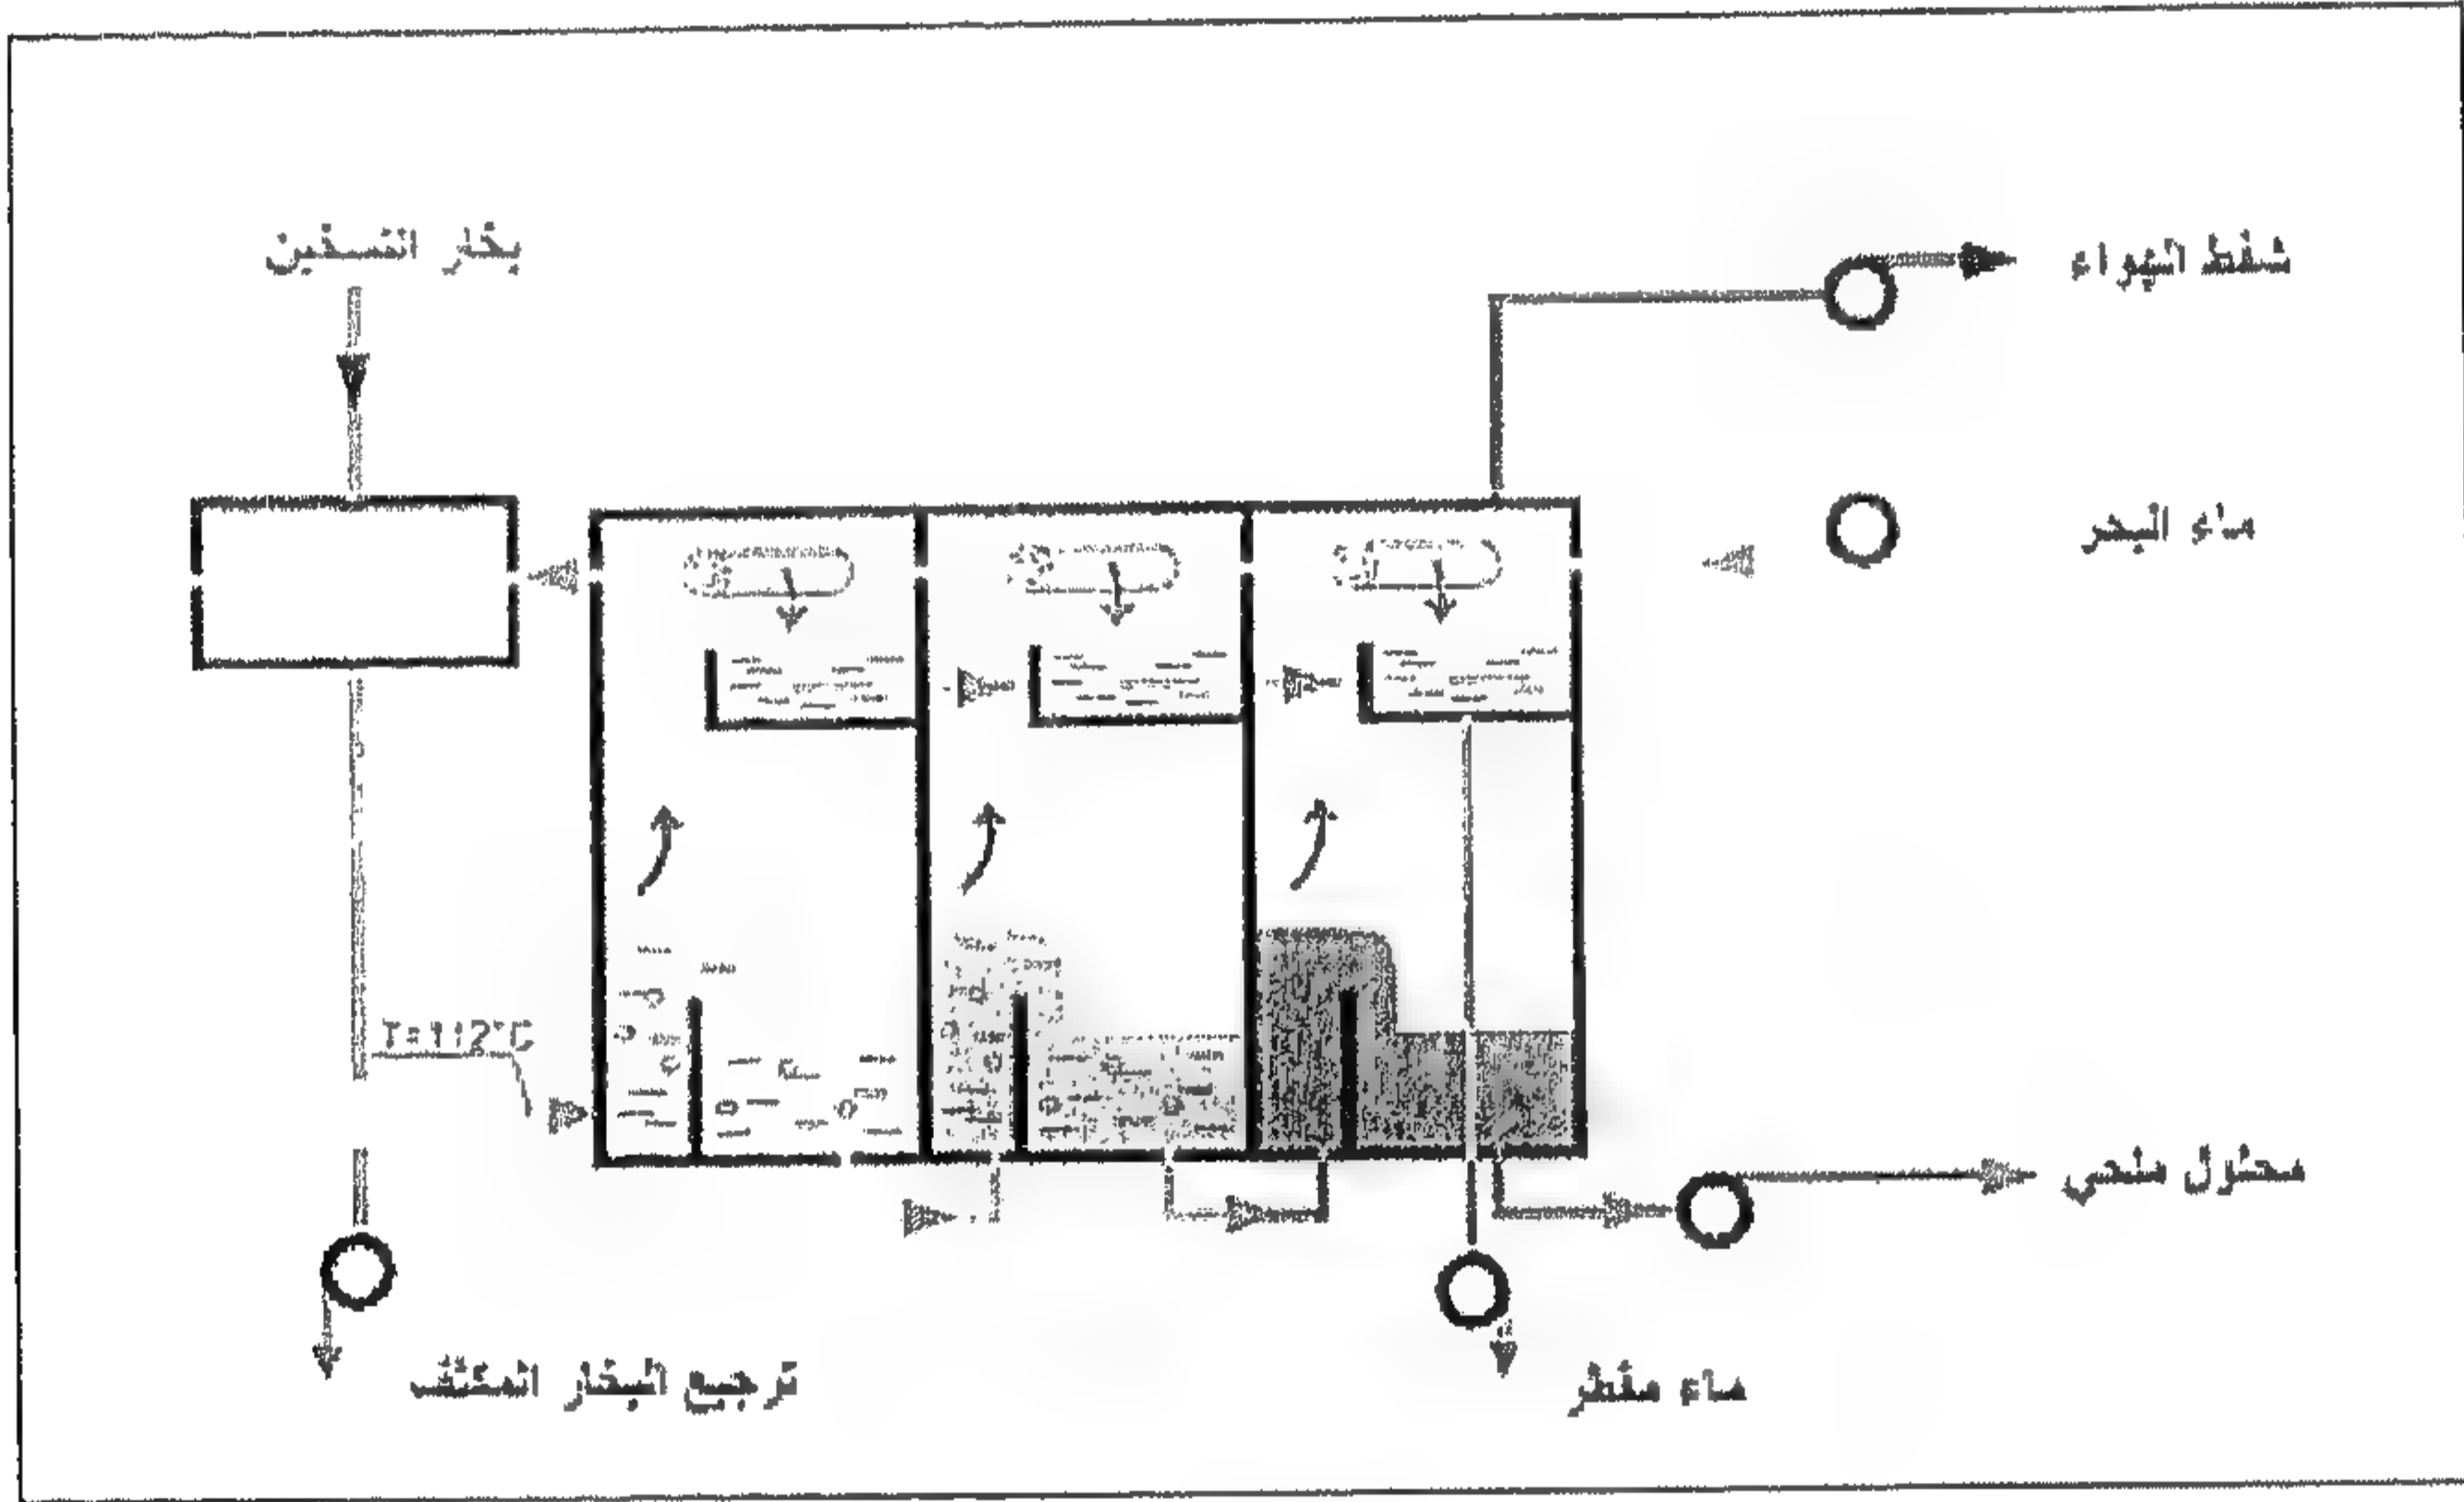 بخار التسخين
شفط الهواء
ماء البحر
T=112°C
محلول ملحي
ترجيع البخار المكثف
ماء مقطر